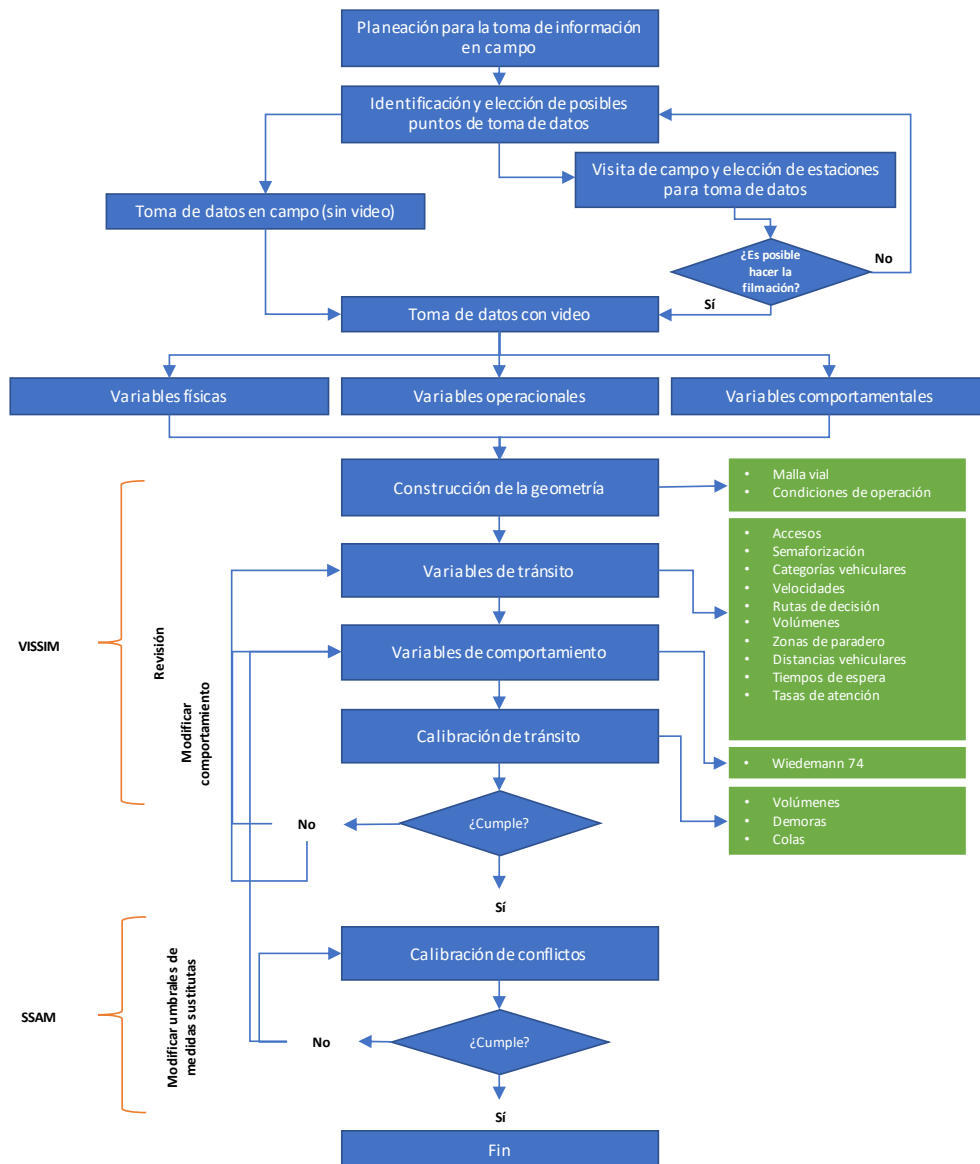 Planeación para la toma de información
en campo
Identificación y elección de posibles
puntos de toma de datos
Visita de campo y elección de estaciones
para toma de datos
Toma de datos en campo (sin video)
¿Es posible
hacer la
filmación?
No
Sí
Toma de datos con video
Variables físicas
Variables operacionales
Variables comportamentales
Construcción de la geometría
• Malla vial
• Condiciones de operación
Variables de tránsito
• Accesos
• Semaforización
• Categorías vehiculares
• Velocidades
• Rutas de decisión
• Volúmenes
• Zonas de paradero
• Distancias vehiculares
• Tiempos de espera
• Tasas de atención
VISSIM
Revisión
Modificar
comportamiento
Variables de comportamiento
Calibración de tránsito
• Wiedemann 74
• Volúmenes
• Demoras
• Colas
¿Cumple?
No
Sí
SSAM
Modificar umbrales de
medidas sustitutas
Calibración de conflictos
¿Cumple?
No
Sí
Fin